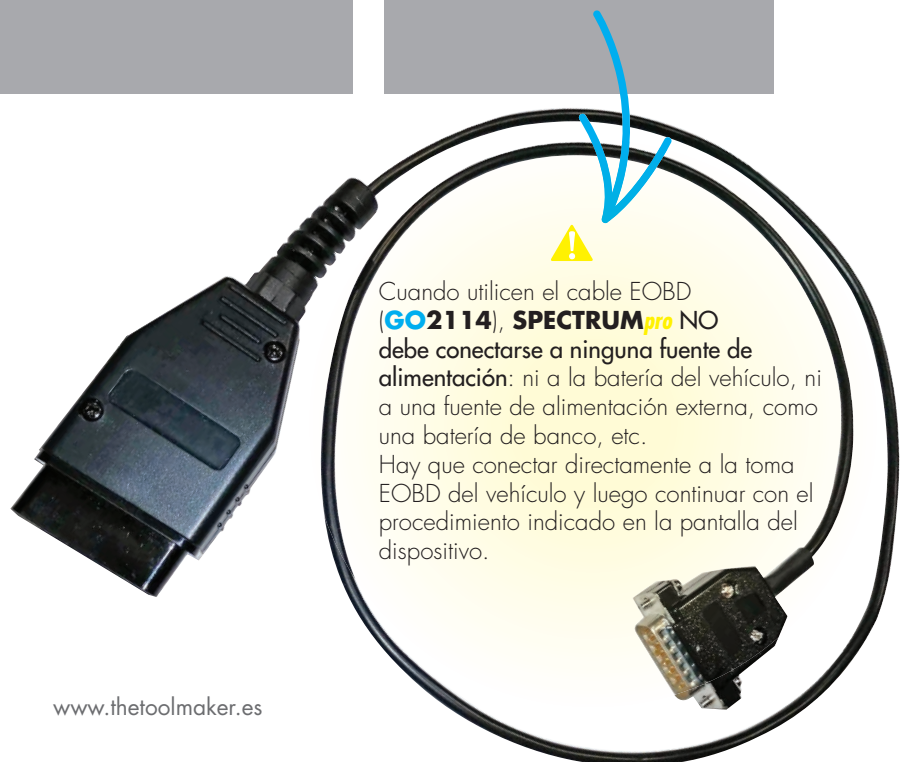 Cuando utilicen el cable EOBD
(GO2114), SPECTRUMpro NO
debe conectarse a ninguna fuente de
alimentación: ni a la batería del vehículo, ni
a una fuente de alimentación externa, como
una batería de banco, etc.
Hay que conectar directamente a la toma
EOBD del vehículo y luego continuar con el
procedimiento indicado en la pantalla del
dispositivo.
www.thetoolmaker.es